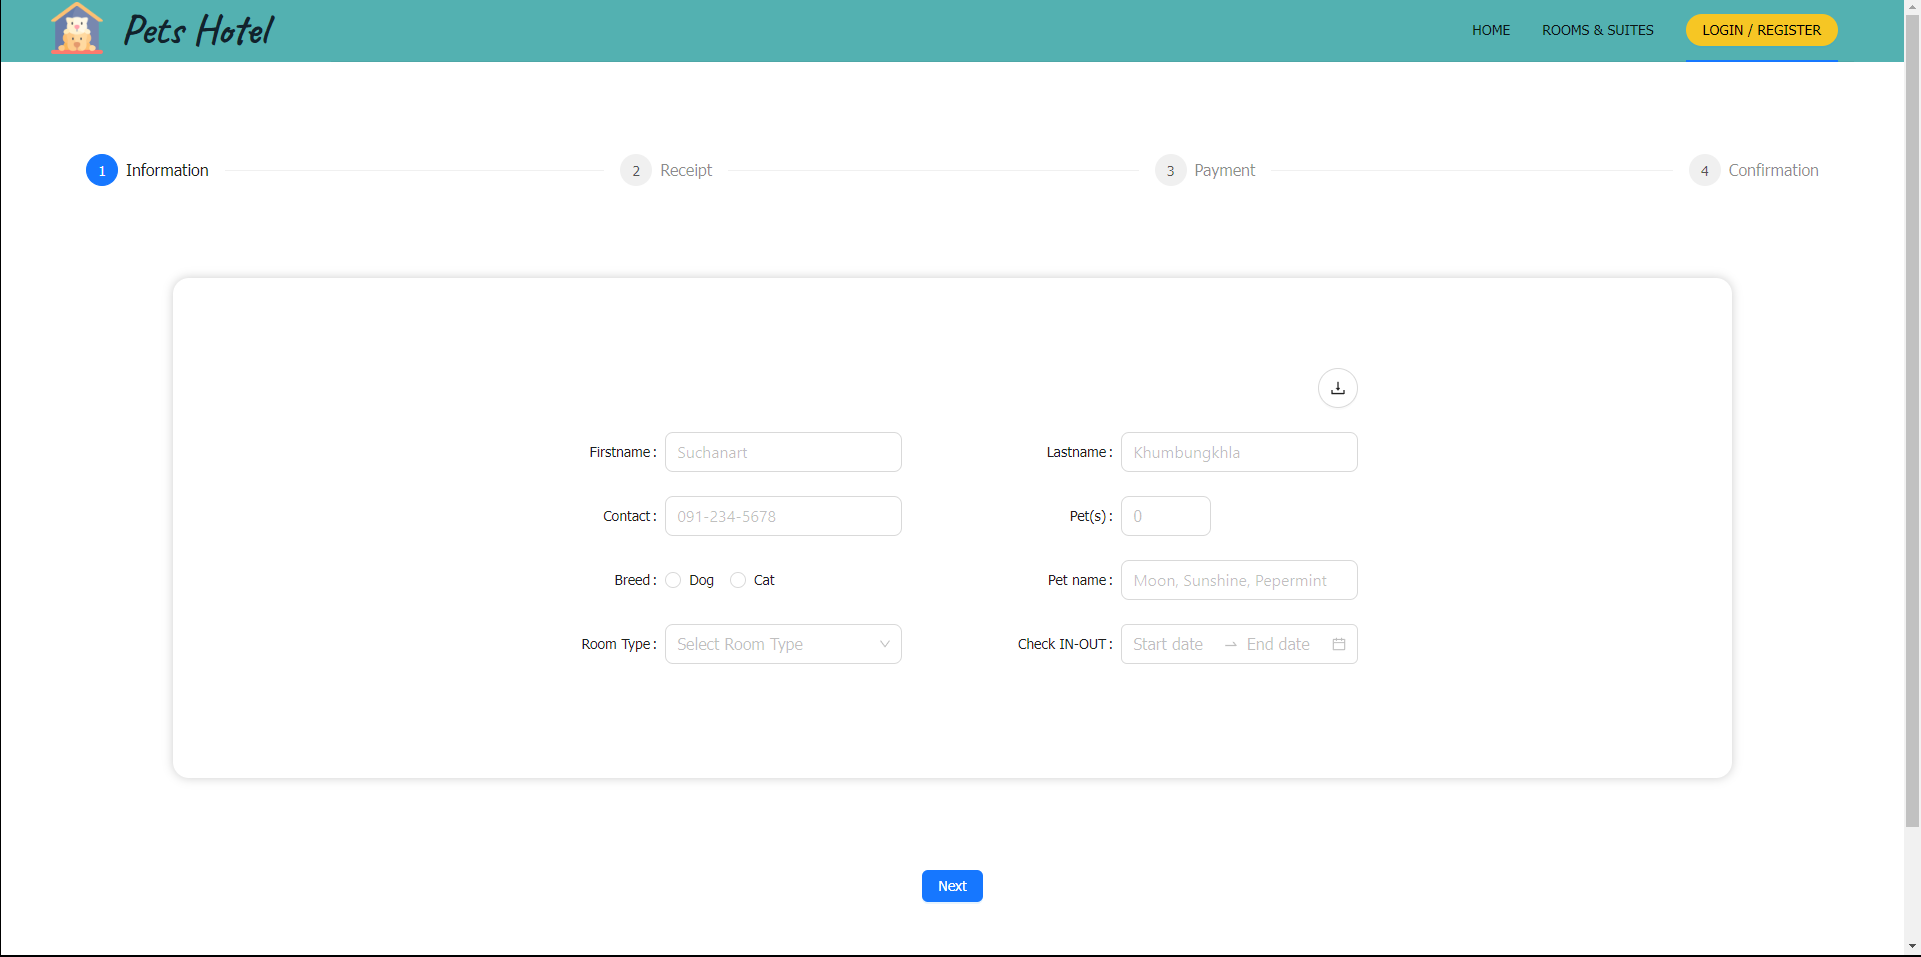 Pets Hotel
HOME ROOMS & SUITES LOGIN / REGISTER
1 Information 2 Receipt 3 Payment 4 Confirmation
Firstname: Suchanart Lastname: Khumbungkhla
Contact: 091-234-5678 Pet(s): 0
Breed: Dog Cat Pet name: Moon, Sunshine, Pepermint
Room Type: Select Room Type Check IN-OUT: Start date → End date
Next